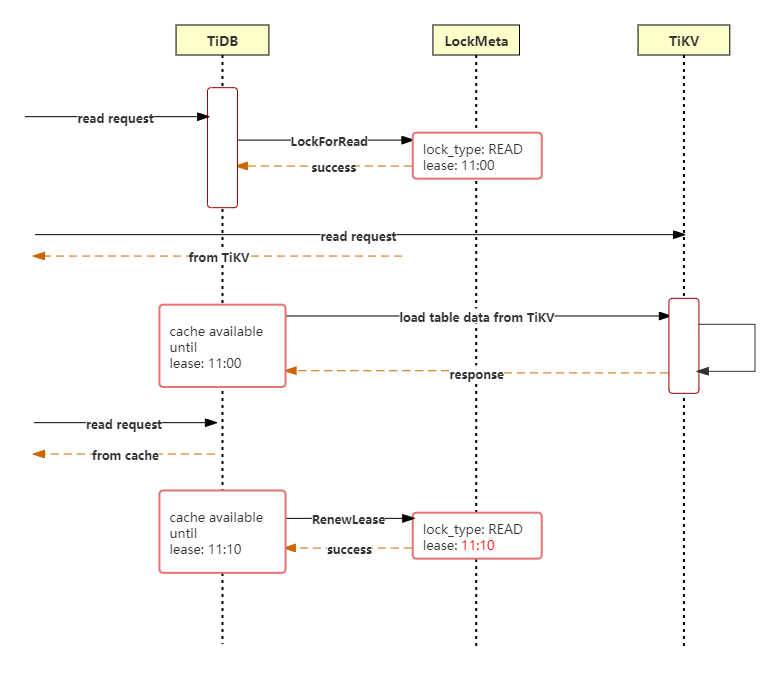 TiDB
LockMeta
TiKV
read request
LockForRead
lock_type: READ
lease: 11:00
success
read request
from TiKV
load table data from TiKV
cache available
until
lease: 11:00
response
read request
from cache
cache available
until
lease: 11:10
RenewLease
lock_type: READ
lease: 11:10
success